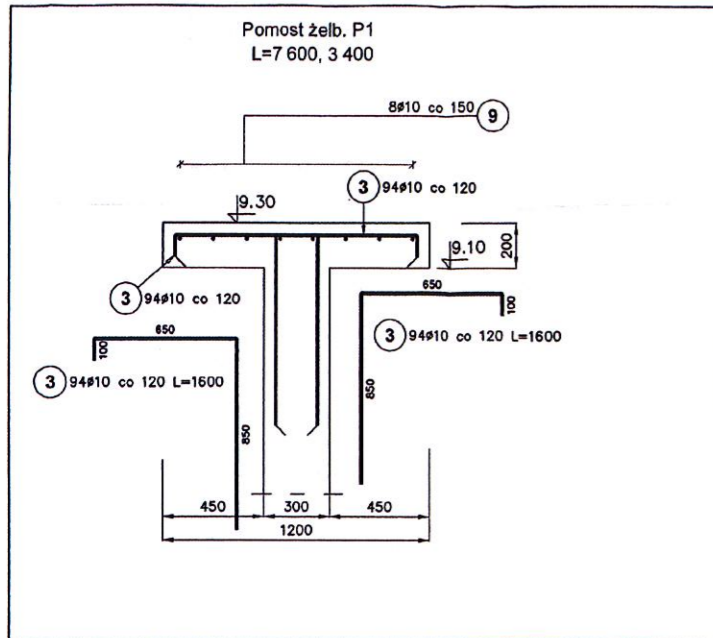 Pomost żelb. P1
L=7 600, 3 400
8ø10 co 150 9
3 94ø10 co 120
9.30
9.10
200
3 94ø10 co 120
650
100
3 94ø10 co 120 L=1600
850
650
100
3 94ø10 co 120 L=1600
850
450 300 450
1200